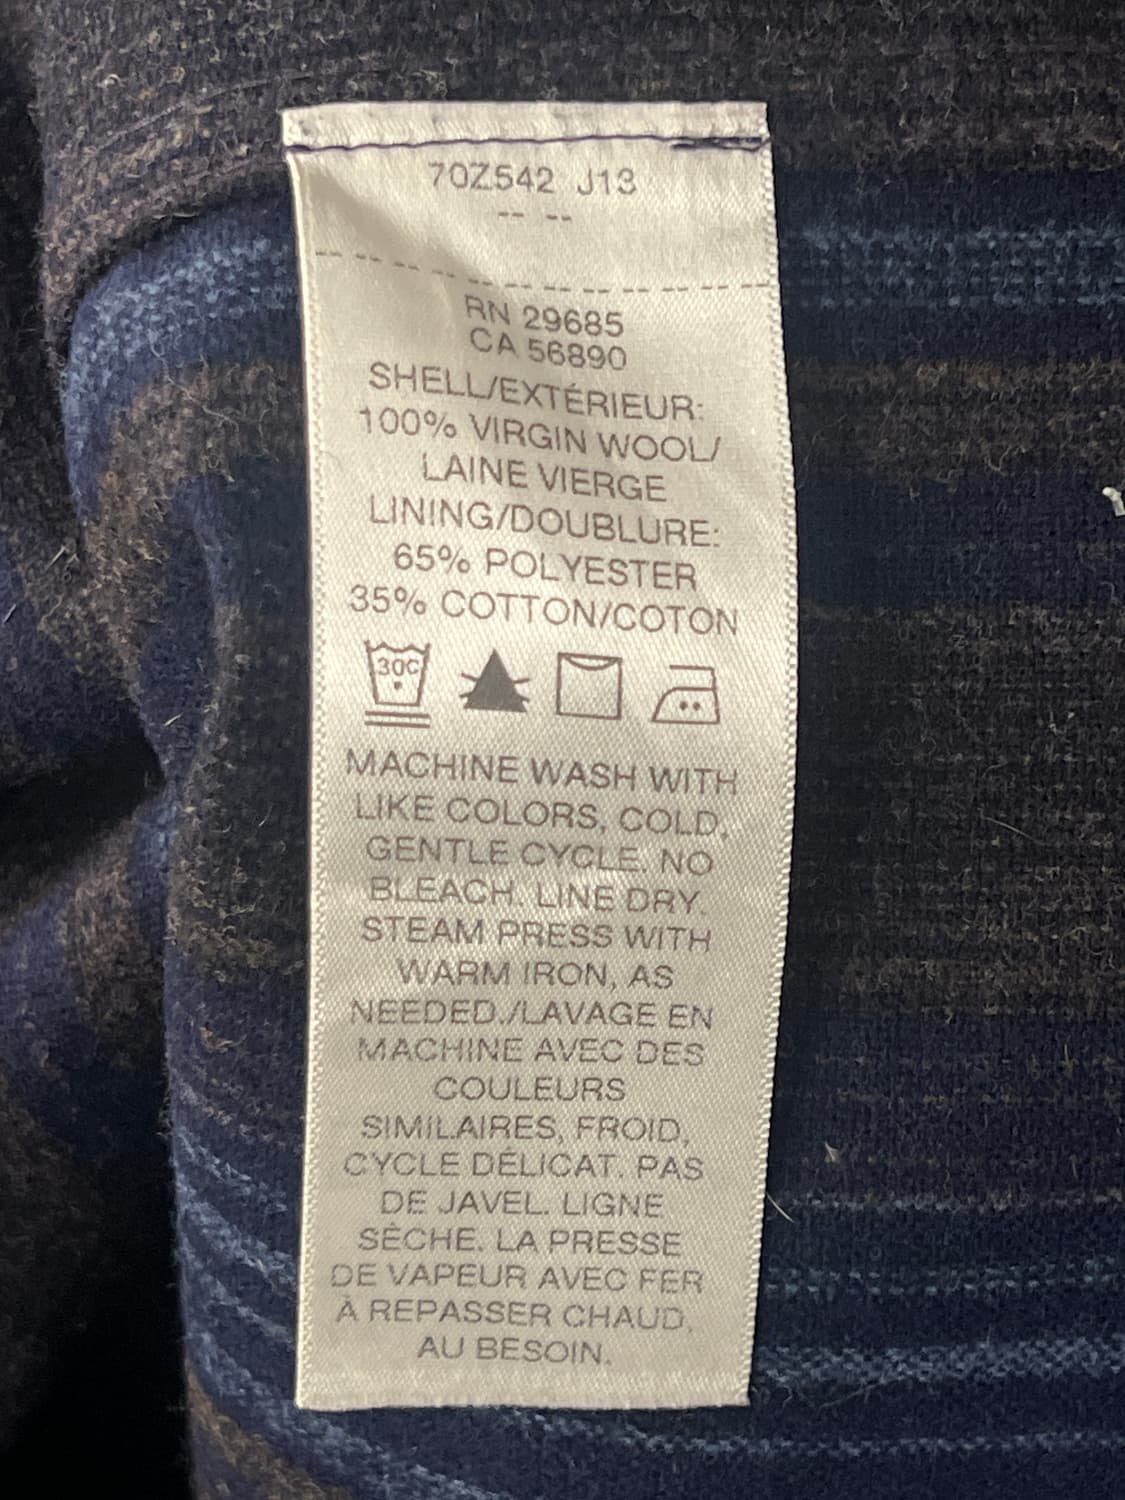 70Z542 J13
-- --
RN 29685
CA 56890
SHELL/EXTÉRIEUR:
100% VIRGIN WOOL/
LAINE VIERGE
LINING/DOUBLURE:
65% POLYESTER
35% COTTON/COTON
30C
MACHINE WASH WITH
LIKE COLORS, COLD,
GENTLE CYCLE. NO
BLEACH. LINE DRY.
STEAM PRESS WITH
WARM IRON, AS
NEEDED./LAVAGE EN
MACHINE AVEC DES
COULEURS
SIMILAIRES, FROID,
CYCLE DÉLICAT. PAS
DE JAVEL. LIGNE
SÈCHE. LA PRESSE
DE VAPEUR AVEC FER
À REPASSER CHAUD,
AU BESOIN.